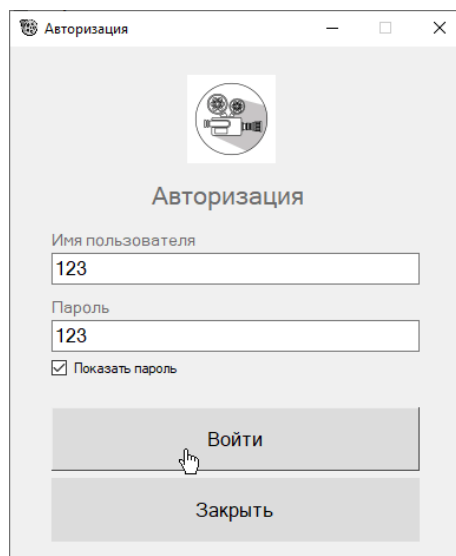 Авторизация
Авторизация
Имя пользователя
123
Пароль
123
Показать пароль
Войти
Закрыть